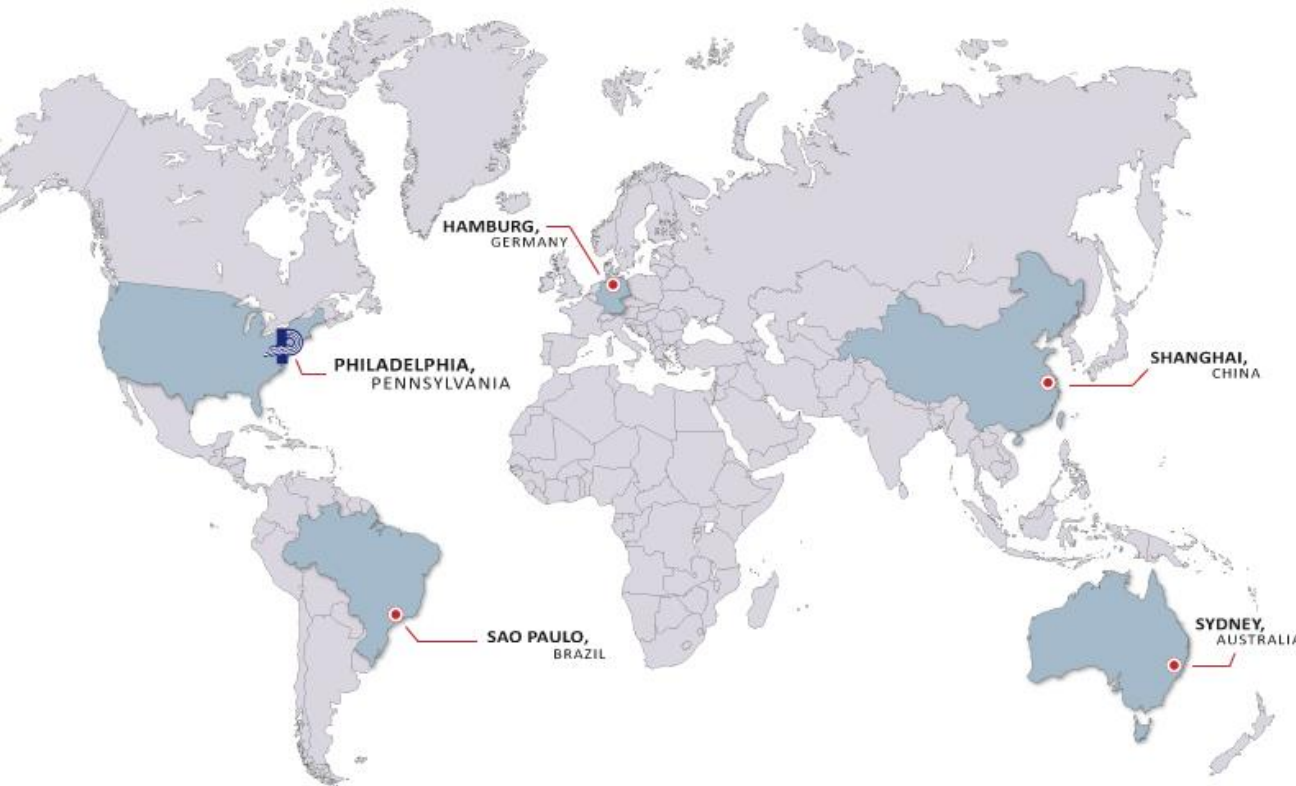 HAMBURG,
GERMANY
PHILADELPHIA,
PENNSYLVANIA
SHANGHAI,
CHINA
SAO PAULO,
BRAZIL
SYDNEY,
AUSTRALIA